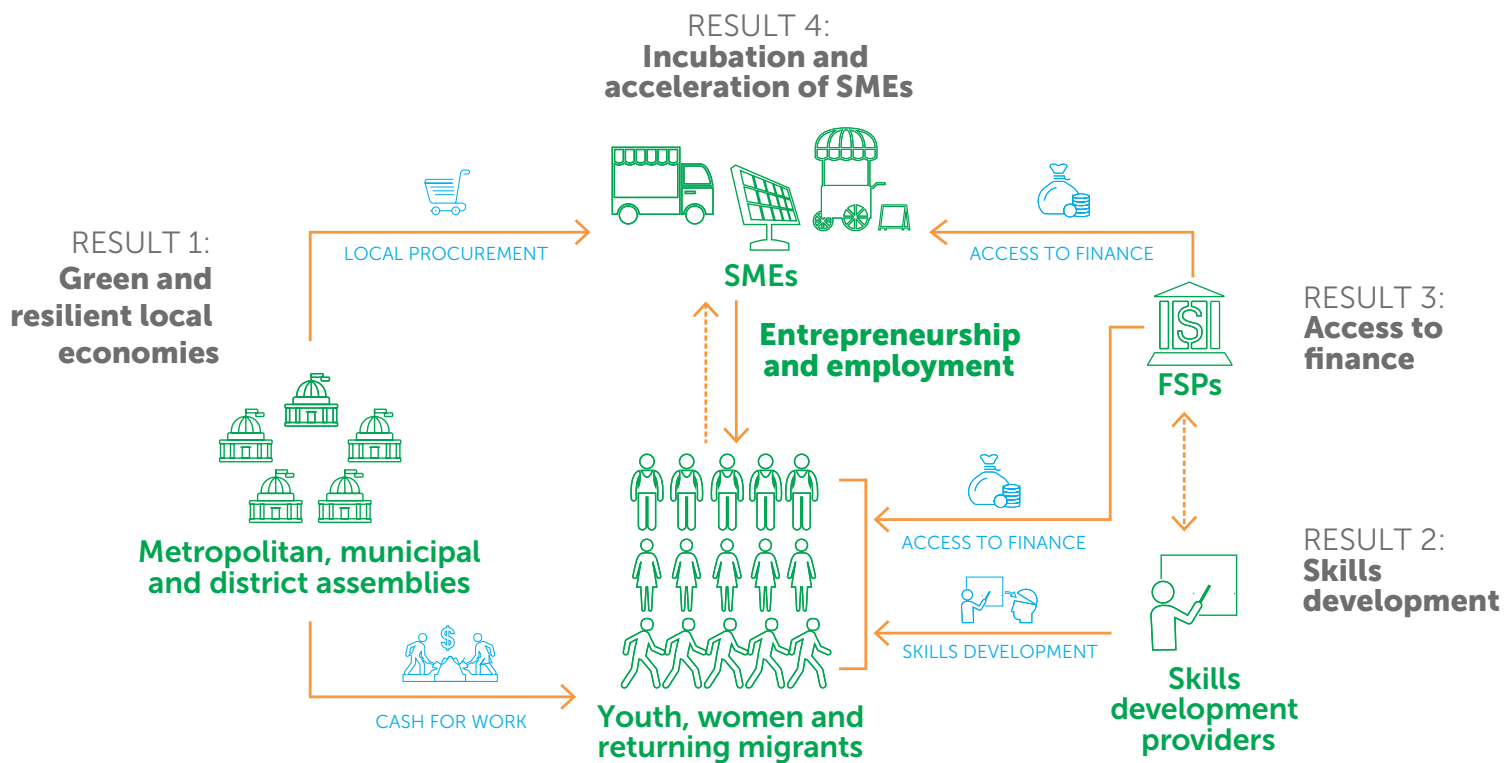 RESULT 4:
Incubation and
acceleration of SMEs
LOCAL PROCUREMENT
ACCESS TO FINANCE
RESULT 1:
Green and
resilient local
economies
SMEs
Entrepreneurship
and employment
$
FSPs
RESULT 3:
Access to
finance
Metropolitan, municipal
and district assemblies
ACCESS TO FINANCE
SKILLS DEVELOPMENT
RESULT 2:
Skills
development
$
CASH FOR WORK
Youth, women and
returning migrants
Skills
development
providers